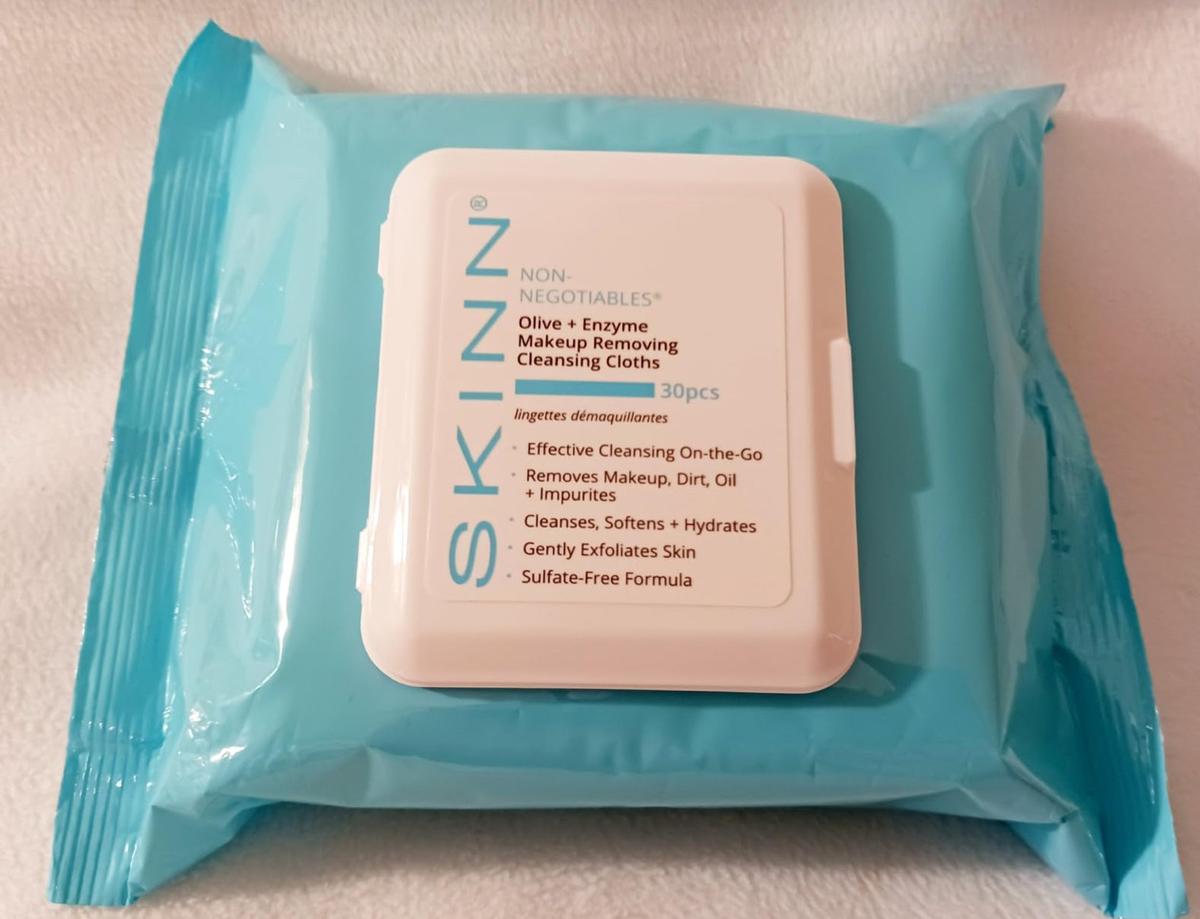 SKINN®
NON-
NEGOTIABLES®
Olive + Enzyme
Makeup Removing
Cleansing Cloths
30pcs
lingettes démaquillantes
· Effective Cleansing On-the-Go
· Removes Makeup, Dirt, Oil
+ Impurites
· Cleanses, Softens + Hydrates
· Gently Exfoliates Skin
· Sulfate-Free Formula